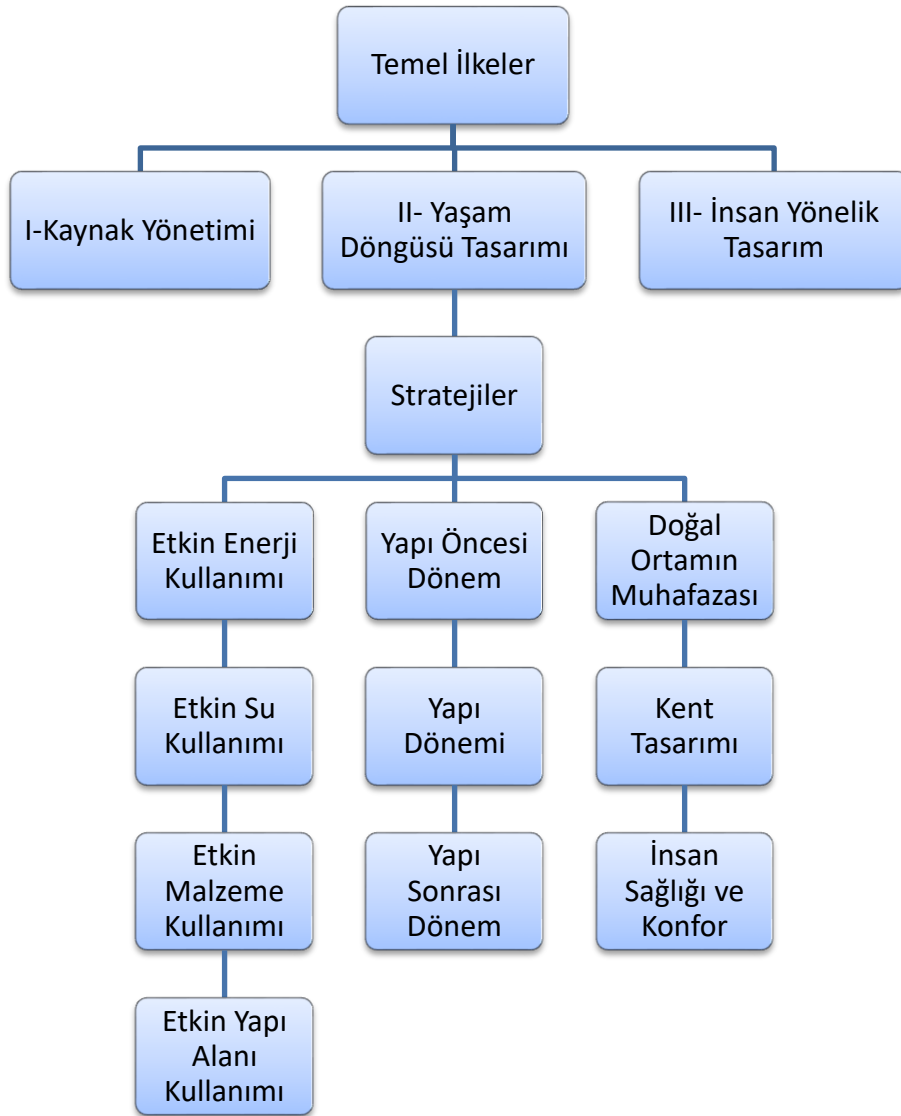 Temel İlkeler
I-Kaynak Yönetimi
II- Yaşam
Döngüsü Tasarımı
III- İnsan Yönelik
Tasarım
Stratejiler
Etkin Enerji
Kullanımı
Yapı Öncesi
Dönem
Doğal
Ortamın
Muhafazası
Etkin Su
Kullanımı
Yapı
Dönemi
Kent
Tasarımı
Etkin
Malzeme
Kullanımı
Yapı
Sonrası
Dönem
İnsan
Sağlığı ve
Konfor
Etkin Yapı
Alanı
Kullanımı